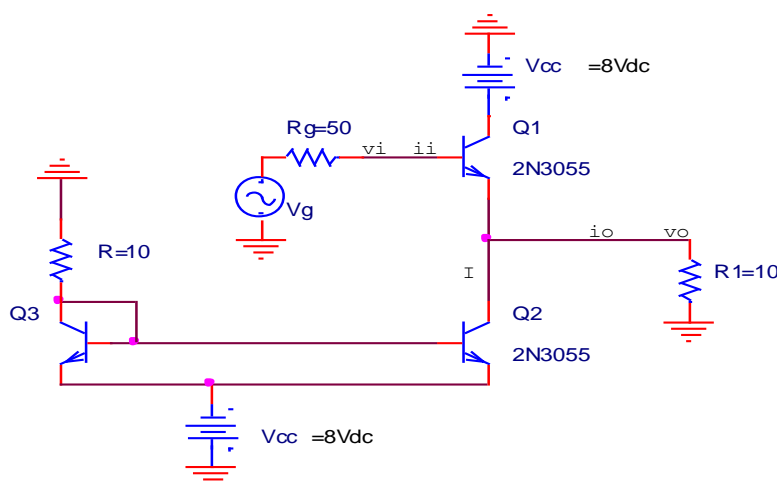 Vcc =8Vdc
Rg=50
Q1
vi ii
2N3055
Vg
R=10
io vo
I
R1=10
Q3
Q2
2N3055
Vcc =8Vdc